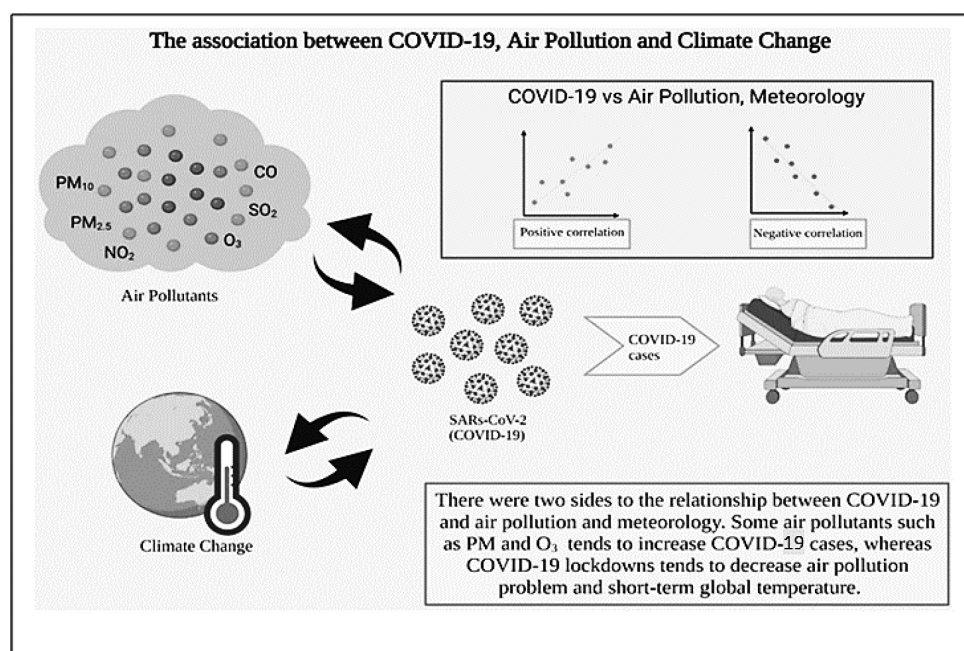 The association between COVID-19, Air Pollution and Climate Change
COVID-19 vs Air Pollution, Meteorology
Positive correlation
Negative correlation
CO
PM₁₀
SO₂
PM₂.₅
O₃
NO₂
Air Pollutants
COVID-19
cases
SARs-CoV-2
(COVID-19)
Climate Change
There were two sides to the relationship between COVID-19
and air pollution and meteorology. Some air pollutants such
as PM and O₃ tends to increase COVID-19 cases, whereas
COVID-19 lockdowns tends to decrease air pollution
problem and short-term global temperature.